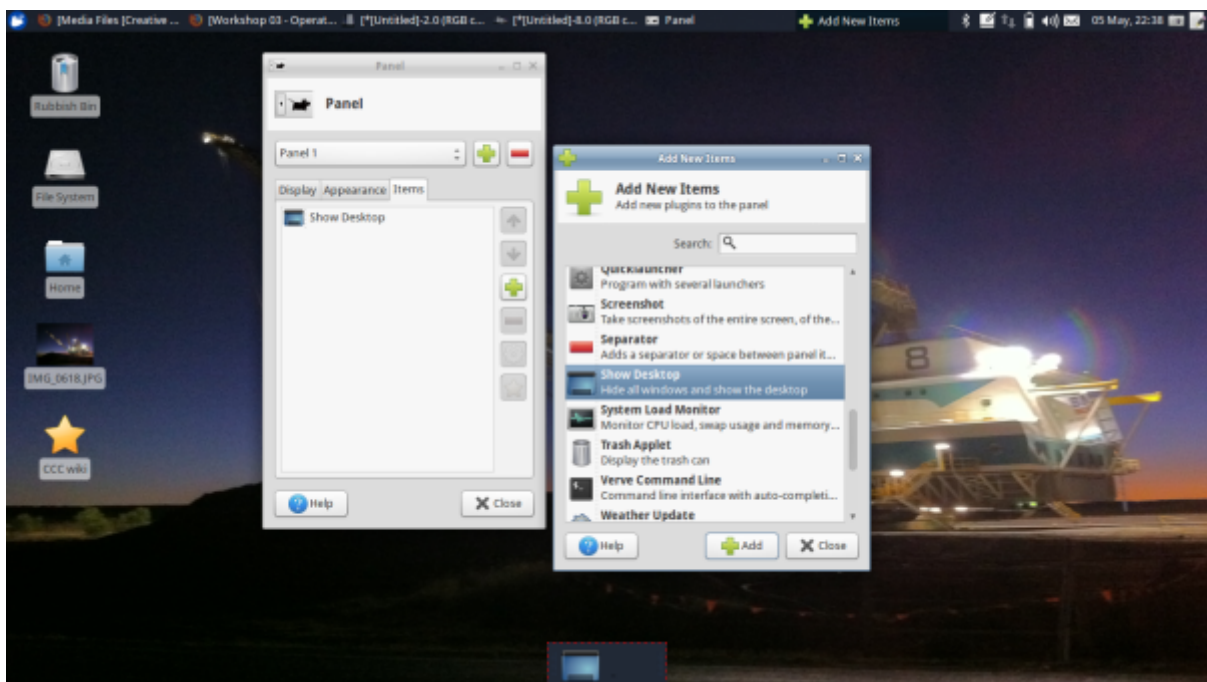 [Media Files [Creative ...
[Workshop 03 - Operat...
[*[Untitled]-2.0 (RGB c...
[*[Untitled]-8.0 (RGB c...
Panel
Add New Items
05 May, 22:38
Rubbish Bin
File System
Home
IMG_0618.JPG
CCC wiki
Panel
Panel
Panel 1
Display Appearance Items
Show Desktop
Help
Close
Add New Items
Add New Items
Add new plugins to the panel
Search:
Quicklauncher
Program with several launchers
Screenshot
Take screenshots of the entire screen, of the...
Separator
Adds a separator or space between panel it...
Show Desktop
Hide all windows and show the desktop
System Load Monitor
Monitor CPU load, swap usage and memory...
Trash Applet
Display the trash can
Verve Command Line
Command line interface with auto-completi...
Weather Update
Help
Add
Close
8